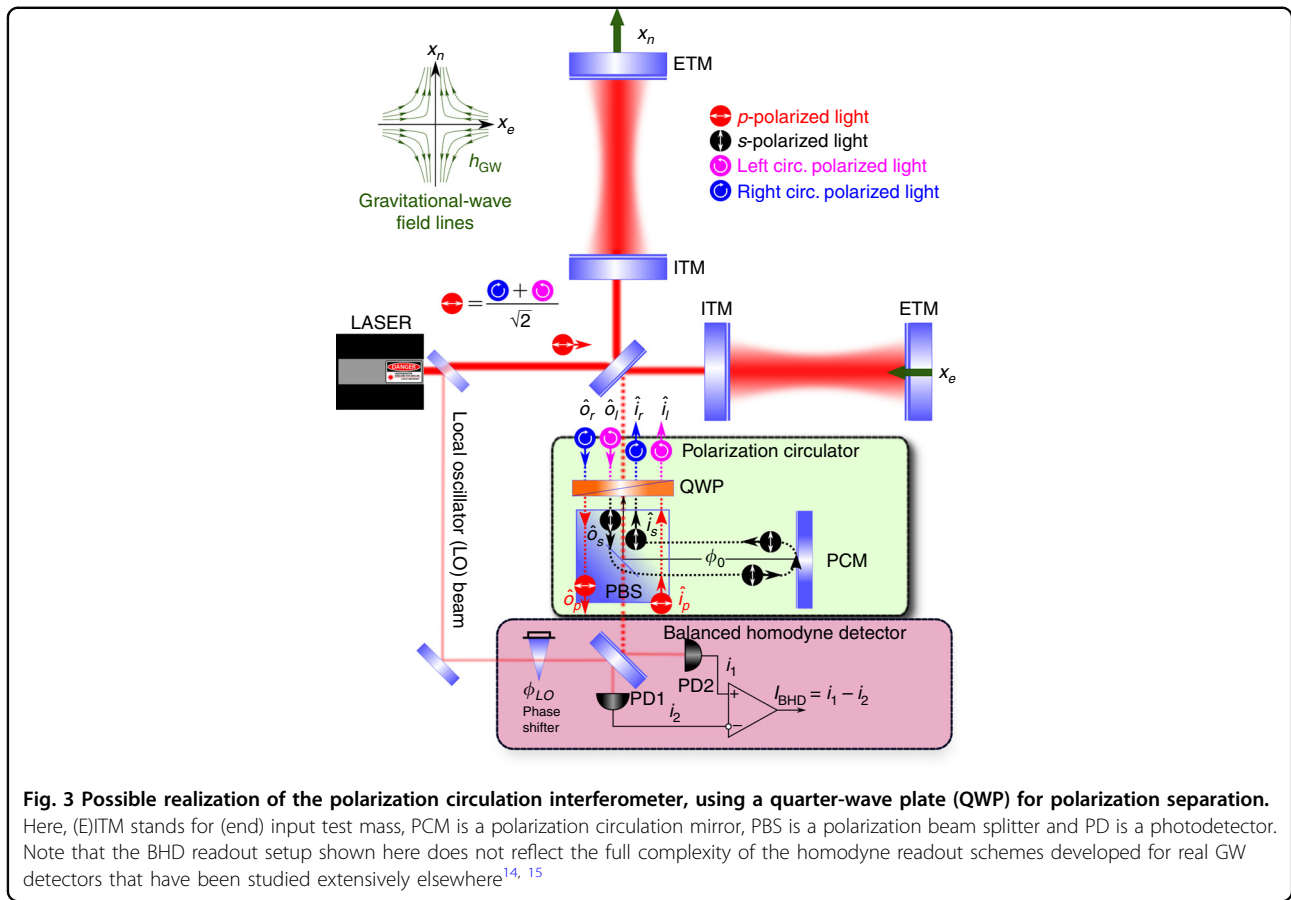 x_n
x_n
ETM
x_e
h_GW
Gravitational-wave
field lines
p-polarized light
s-polarized light
Left circ. polarized light
Right circ. polarized light
ITM
= + 
√2
LASER
DANGER
ITM
ETM
x_e
Local oscillator (LO) beam
ô_r ô_l î_r î_l
Polarization circulator
QWP
ô_s î_s
ϕ_0
PCM
PBS
ô_p î_p
Balanced homodyne detector
i_1
PD2
+
I_BHD = i_1 − i_2
ϕ_LO
PD1
Phase
shifter
i_2
−
Fig. 3 Possible realization of the polarization circulation interferometer, using a quarter-wave plate (QWP) for polarization separation.
Here, (E)ITM stands for (end) input test mass, PCM is a polarization circulation mirror, PBS is a polarization beam splitter and PD is a photodetector.
Note that the BHD readout setup shown here does not reflect the full complexity of the homodyne readout schemes developed for real GW
detectors that have been studied extensively elsewhere14, 15